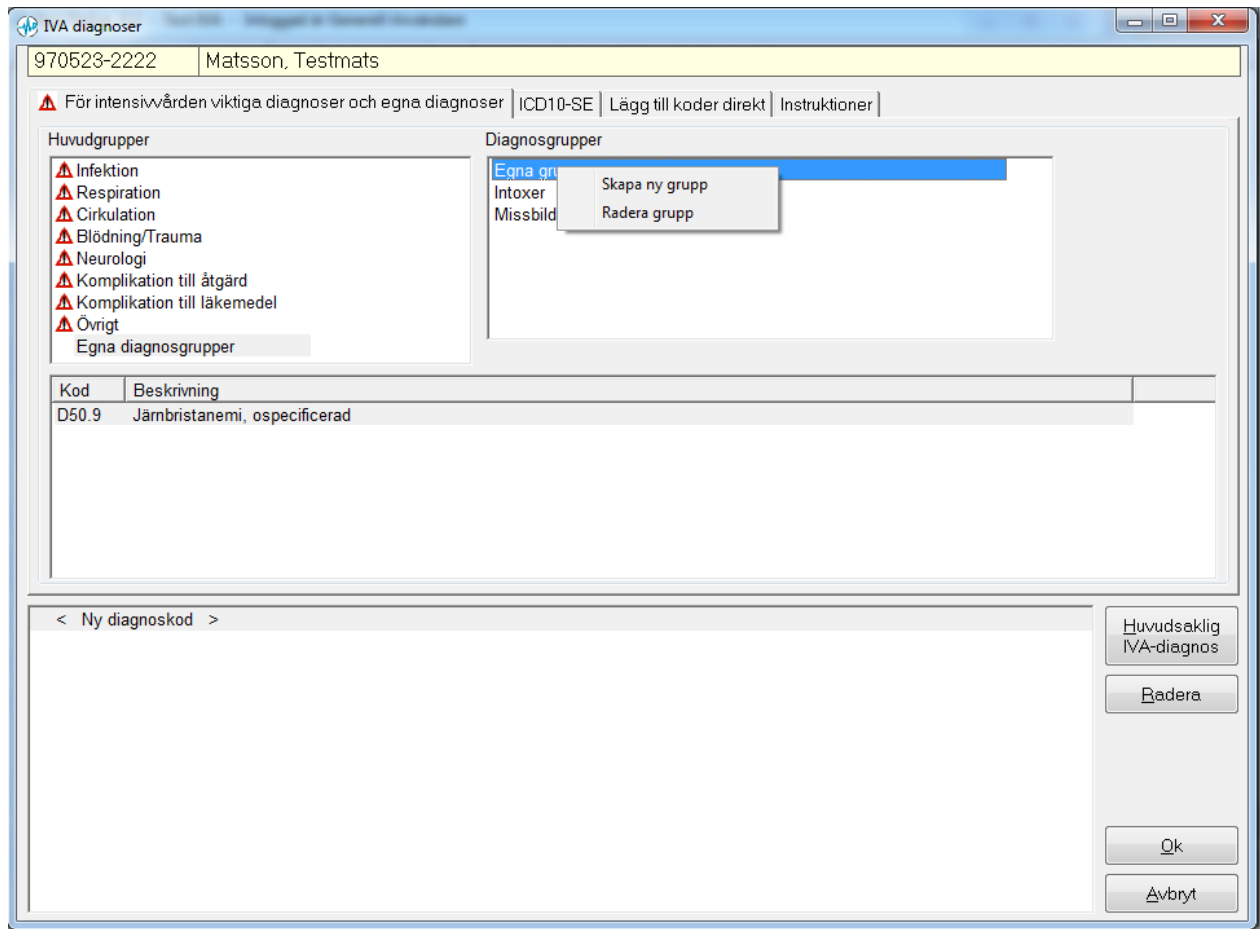 IVA diagnoser
970523-2222 Matsson, Testmats
För intensivvården viktiga diagnoser och egna diagnoser ICD10-SE Lägg till koder direkt Instruktioner
Huvudgrupper Diagnosgrupper
Infektion
Respiration
Cirkulation
Blödning/Trauma
Neurologi
Komplikation till åtgärd
Komplikation till läkemedel
Övrigt
Egna diagnosgrupper
Egna gru
Intoxer
Missbild
Skapa ny grupp
Radera grupp
Kod Beskrivning
D50.9 Järnbristanemi, ospecificerad
< Ny diagnoskod >
Huvudsaklig
IVA-diagnos
Radera
Ok
Avbryt